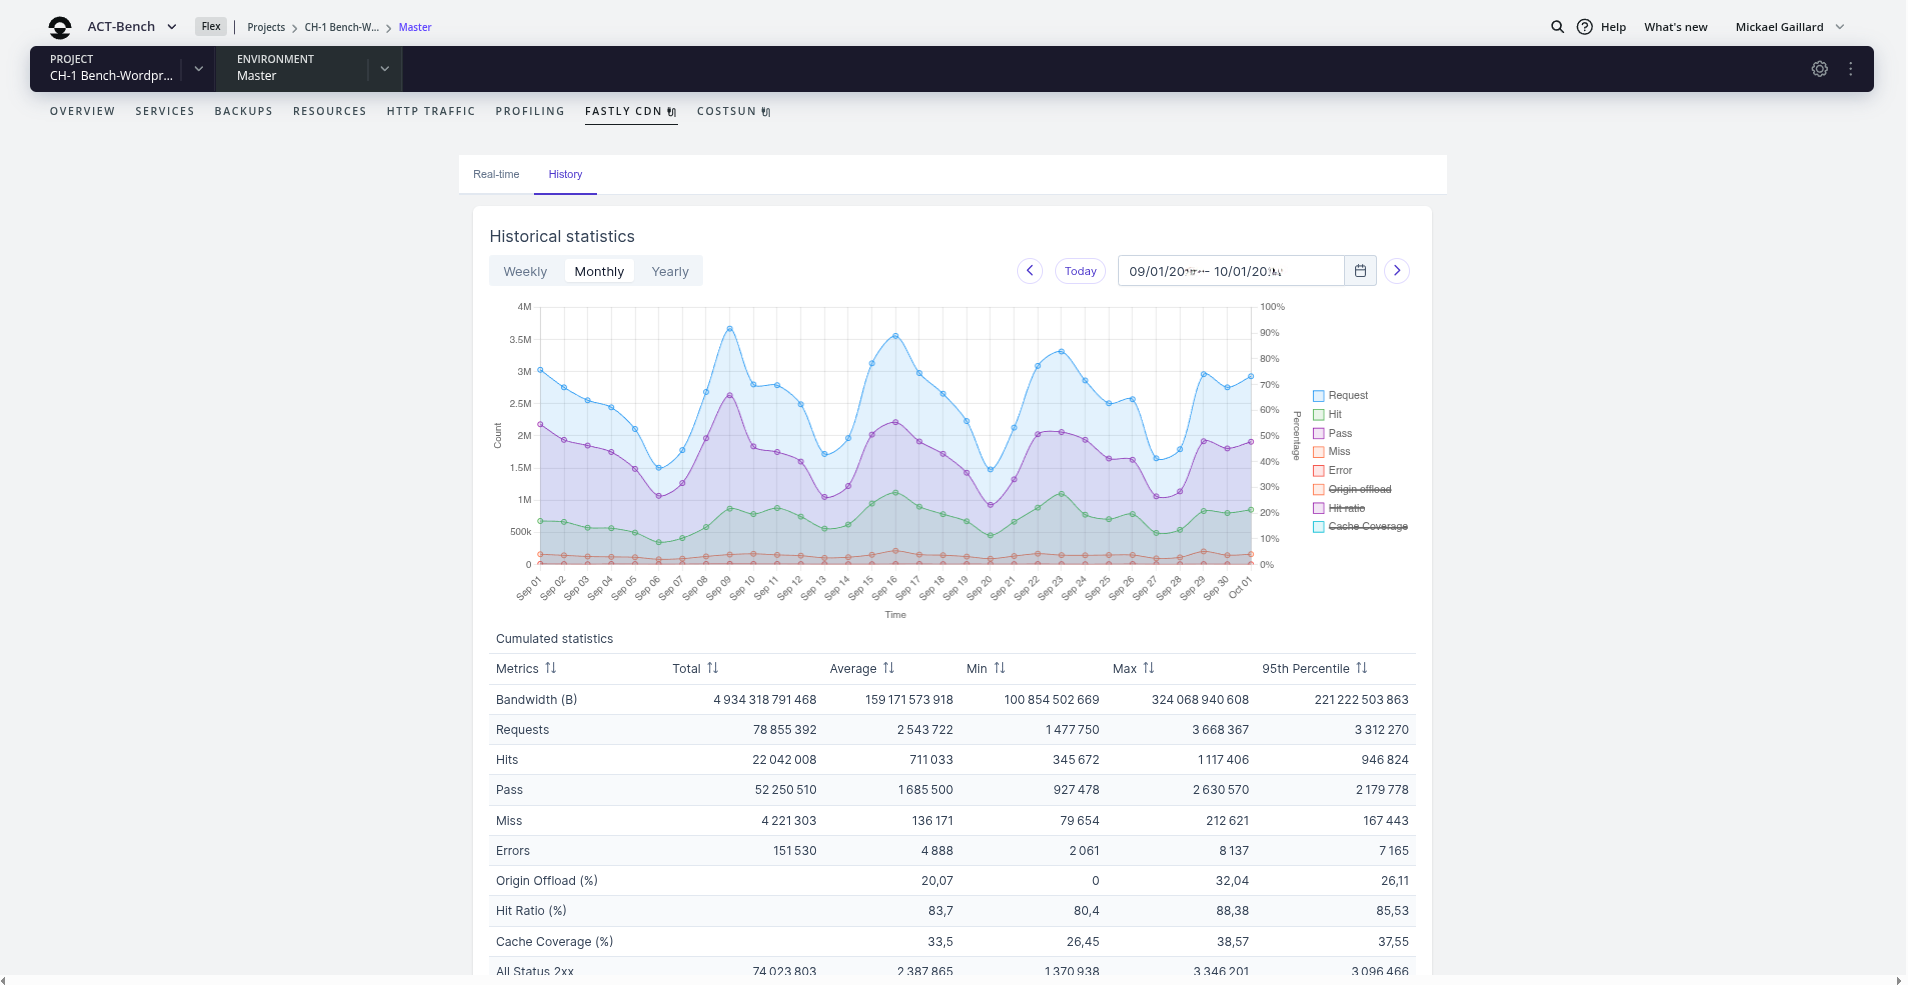 ACT-Bench Flex Projects CH-1 Bench-W... Master Help What's new Mickael Gaillard
PROJECT ENVIRONMENT
CH-1 Bench-Wordpr... Master
OVERVIEW SERVICES BACKUPS RESOURCES HTTP TRAFFIC PROFILING FASTLY CDN COSTSUN
Real-time History
Historical statistics
Weekly Monthly Yearly Today 09/01/20 - 10/01/20
4M 100%
90%
3.5M
80%
3M
70%
2.5M
60%
2M 50%
40%
1.5M
30%
1M
20%
500k
10%
0 0%
Count
Percentage
Request
Hit
Pass
Miss
Error
Origin offload
Hit ratio
Cache Coverage
Sep 01 Sep 02 Sep 03 Sep 04 Sep 05 Sep 06 Sep 07 Sep 08 Sep 09 Sep 10 Sep 11 Sep 12 Sep 13 Sep 14 Sep 15 Sep 16 Sep 17 Sep 18 Sep 19 Sep 20 Sep 21 Sep 22 Sep 23 Sep 24 Sep 25 Sep 26 Sep 27 Sep 28 Sep 29 Sep 30 Oct 01
Time
Cumulated statistics
Metrics Total Average Min Max 95th Percentile
Bandwidth (B) 4 934 318 791 468 159 171 573 918 100 854 502 669 324 068 940 608 221 222 503 863
Requests 78 855 392 2 543 722 1 477 750 3 668 367 3 312 270
Hits 22 042 008 711 033 345 672 1 117 406 946 824
Pass 52 250 510 1 685 500 927 478 2 630 570 2 179 778
Miss 4 221 303 136 171 79 654 212 621 167 443
Errors 151 530 4 888 2 061 8 137 7 165
Origin Offload (%) 20,07 0 32,04 26,11
Hit Ratio (%) 83,7 80,4 88,38 85,53
Cache Coverage (%) 33,5 26,45 38,57 37,55
All Status 2xx 74 023 803 2 387 865 1 370 938 3 346 201 3 096 466